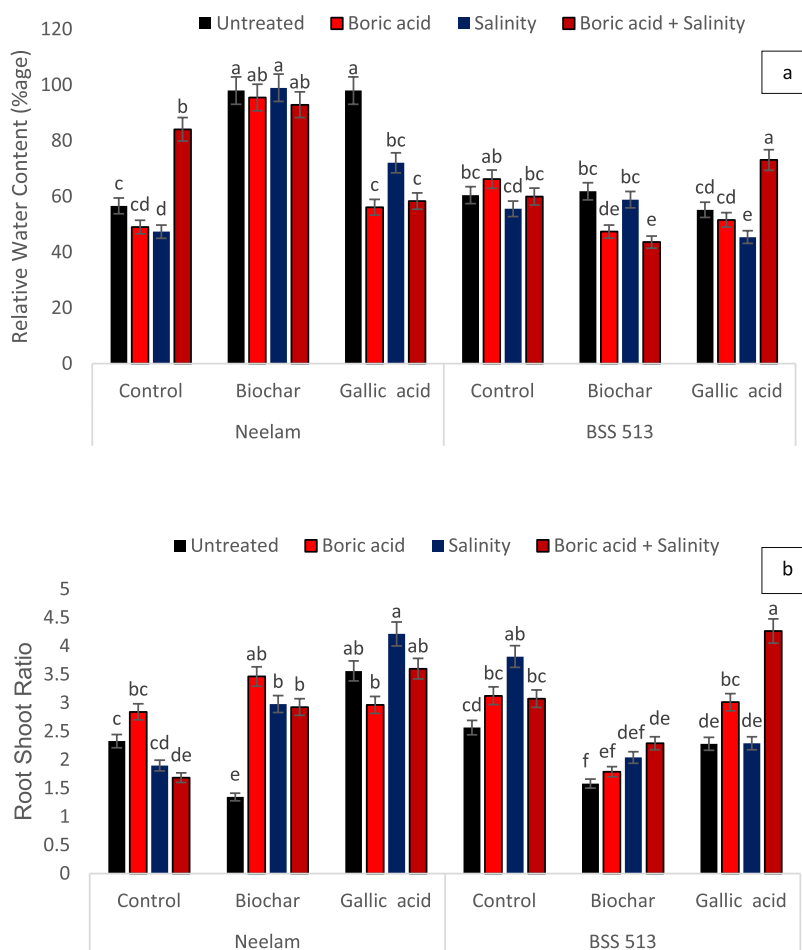 Untreated Boric acid Salinity Boric acid + Salinity
a
Relative Water Content (%age)
120
100
80
60
40
20
0
c cd d b a ab a ab a c bc c bc ab cd bc bc de bc e cd cd e a
Control Biochar Gallic acid Control Biochar Gallic acid
Neelam BSS 513
Untreated Boric acid Salinity Boric acid + Salinity
b
Root Shoot Ratio
5
4.5
4
3.5
3
2.5
2
1.5
1
0.5
0
c bc cd de e ab b b ab b a ab cd bc ab bc f ef def de de bc de a
Control Biochar Gallic acid Control Biochar Gallic acid
Neelam BSS 513